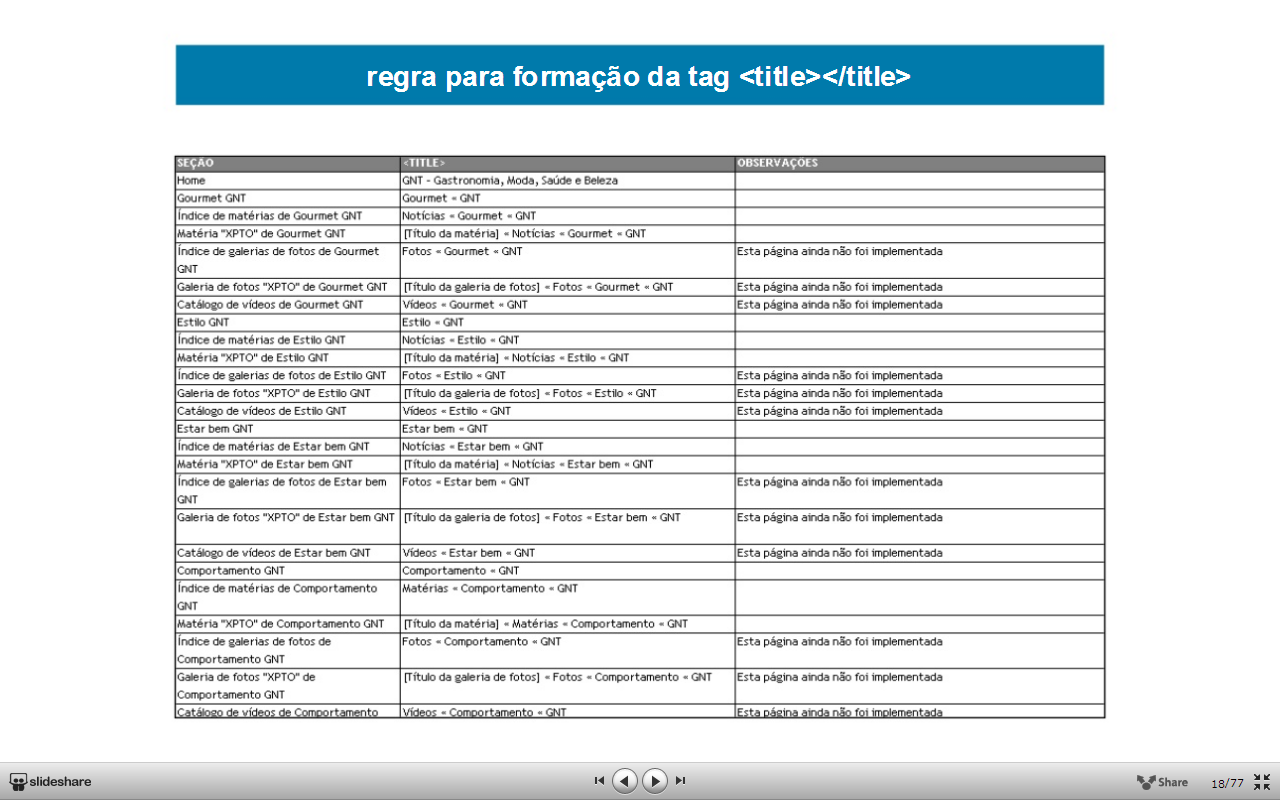 regra para formação da tag <title></title>
SEÇÃO <TITLE> OBSERVAÇÕES
Home GNT - Gastronomia, Moda, Saúde e Beleza
Gourmet GNT Gourmet « GNT
Índice de matérias de Gourmet GNT Notícias « Gourmet « GNT
Matéria "XPTO" de Gourmet GNT [Título da matéria] « Notícias « Gourmet « GNT
Índice de galerias de fotos de Gourmet Fotos « Gourmet « GNT Esta página ainda não foi implementada
GNT
Galeria de fotos "XPTO" de Gourmet GNT [Título da galeria de fotos] « Fotos « Gourmet « GNT Esta página ainda não foi implementada
Catálogo de vídeos de Gourmet GNT Vídeos « Gourmet « GNT Esta página ainda não foi implementada
Estilo GNT Estilo « GNT
Índice de matérias de Estilo GNT Notícias « Estilo « GNT
Matéria "XPTO" de Estilo GNT [Título da matéria] « Notícias « Estilo « GNT
Índice de galerias de fotos de Estilo GNT Fotos « Estilo « GNT Esta página ainda não foi implementada
Galeria de fotos "XPTO" de Estilo GNT [Título da galeria de fotos] « Fotos « Estilo « GNT Esta página ainda não foi implementada
Catálogo de vídeos de Estilo GNT Vídeos « Estilo « GNT Esta página ainda não foi implementada
Estar bem GNT Estar bem « GNT
Índice de matérias de Estar bem GNT Notícias « Estar bem « GNT
Matéria "XPTO" de Estar bem GNT [Título da matéria] « Notícias « Estar bem « GNT
Índice de galerias de fotos de Estar bem Fotos « Estar bem « GNT Esta página ainda não foi implementada
GNT
Galeria de fotos "XPTO" de Estar bem GNT [Título da galeria de fotos] « Fotos « Estar bem « GNT Esta página ainda não foi implementada
Catálogo de vídeos de Estar bem GNT Vídeos « Estar bem « GNT Esta página ainda não foi implementada
Comportamento GNT Comportamento « GNT
Índice de matérias de Comportamento Matérias « Comportamento « GNT
GNT
Matéria "XPTO" de Comportamento GNT [Título da matéria] « Matérias « Comportamento « GNT
Índice de galerias de fotos de Fotos « Comportamento « GNT Esta página ainda não foi implementada
Comportamento GNT
Galeria de fotos "XPTO" de [Título da galeria de fotos] « Fotos « Comportamento « GNT Esta página ainda não foi implementada
Comportamento GNT
Catálogo de vídeos de Comportamento Vídeos « Comportamento « GNT Esta página ainda não foi implementada
slideshare Share 18/77